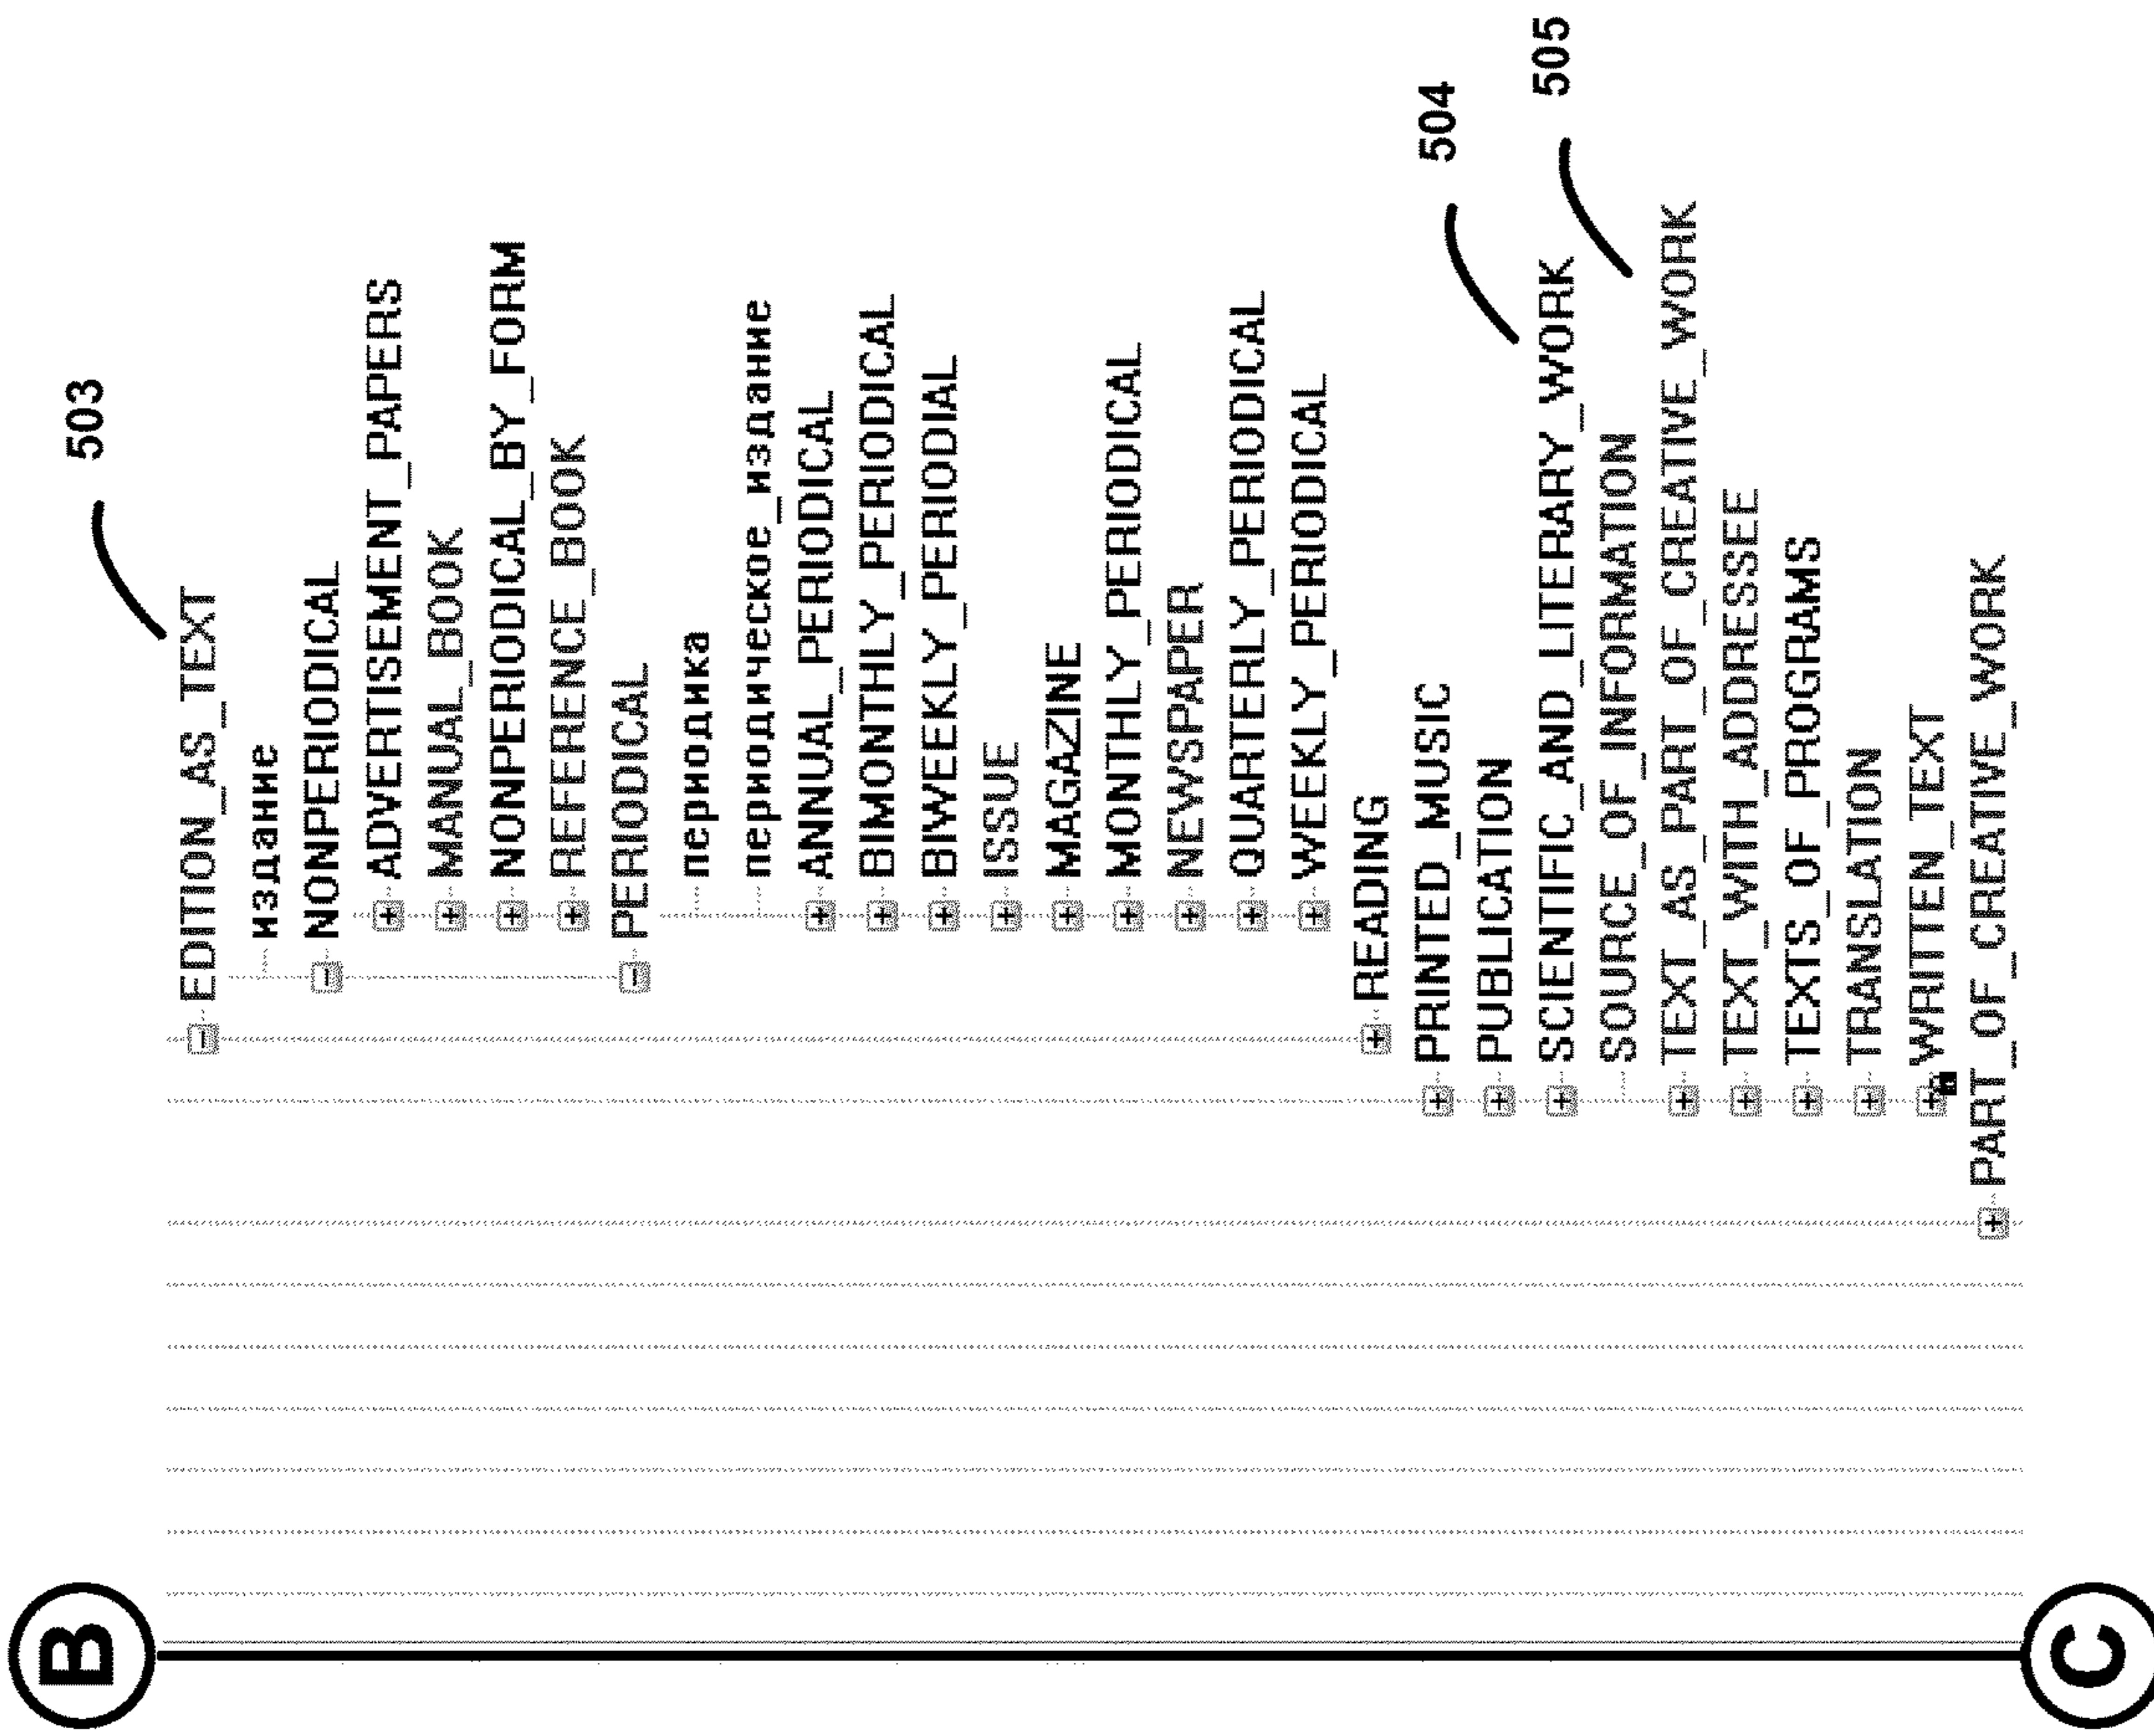 B
503
EDITION_AS_TEXT
издание
NONPERIODICAL
ADVERTISEMENT_PAPERS
MANUAL_BOOK
NONPERIODICAL_BY_FORM
REFERENCE_BOOK
PERIODICAL
периодика
периодическое_издание
ANNUAL_PERIODICAL
BIMONTHLY_PERIODICAL
BIWEEKLY_PERIODIAL
ISSUE
MAGAZINE
MONTHLY_PERIODICAL
NEWSPAPER
QUARTERLY_PERIODICAL
WEEKLY_PERIODICAL
READING
PRINTED_MUSIC
504
PUBLICATION
SCIENTIFIC_AND_LITERARY_WORK
505
SOURCE_OF_INFORMATION
TEXT_AS_PART_OF_CREATIVE_WORK
TEXT_WITH_ADDRESSEE
TEXTS_OF_PROGRAMS
TRANSLATION
WRITTEN_TEXT
PART_OF_CREATIVE_WORK
C